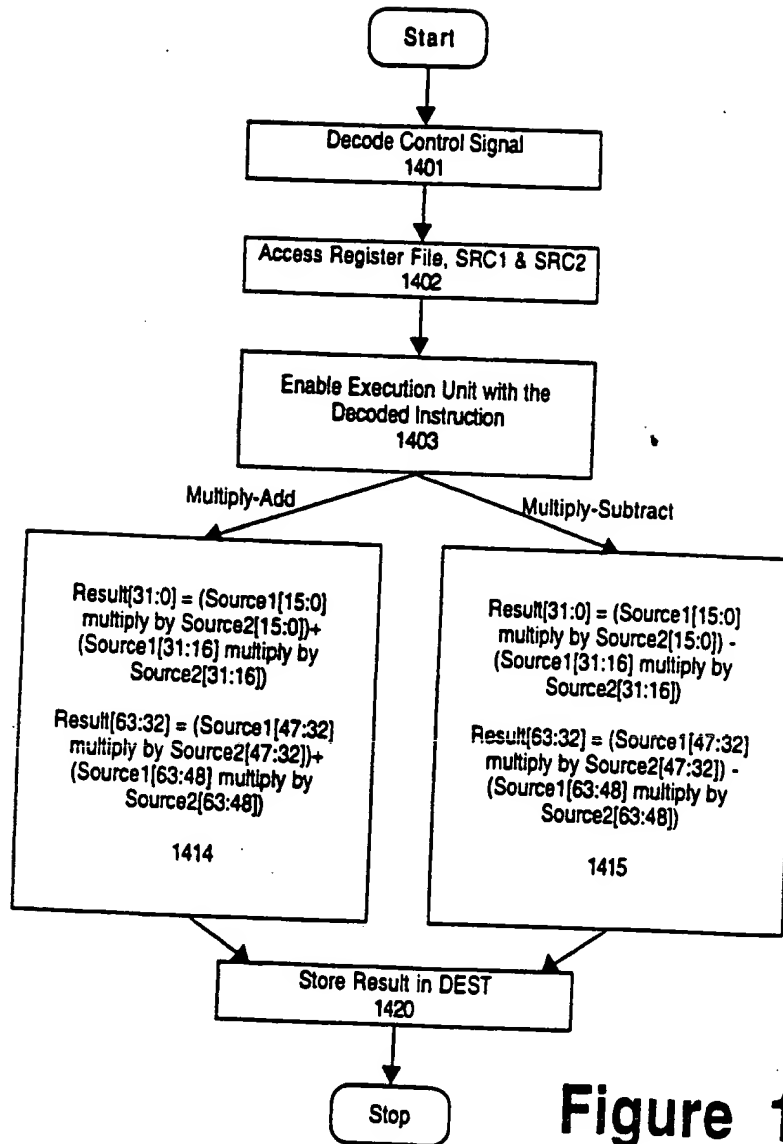 Start
Decode Control Signal
1401
Access Register File, SRC1 & SRC2
1402
Enable Execution Unit with the
Decoded Instruction
1403
Multiply-Add
Multiply-Subtract
Result[31:0] = (Source1[15:0]
multiply by Source2[15:0])+
(Source1[31:16] multiply by
Source2[31:16])
Result[63:32] = (Source1[47:32]
multiply by Source2[47:32])+
(Source1[63:48] multiply by
Source2[63:48])
1414
Result[31:0] = (Source1[15:0]
multiply by Source2[15:0]) -
(Source1[31:16] multiply by
Source2[31:16])
Result[63:32] = (Source1[47:32]
multiply by Source2[47:32]) -
(Source1[63:48] multiply by
Source2[63:48])
1415
Store Result in DEST
1420
Stop
Figure